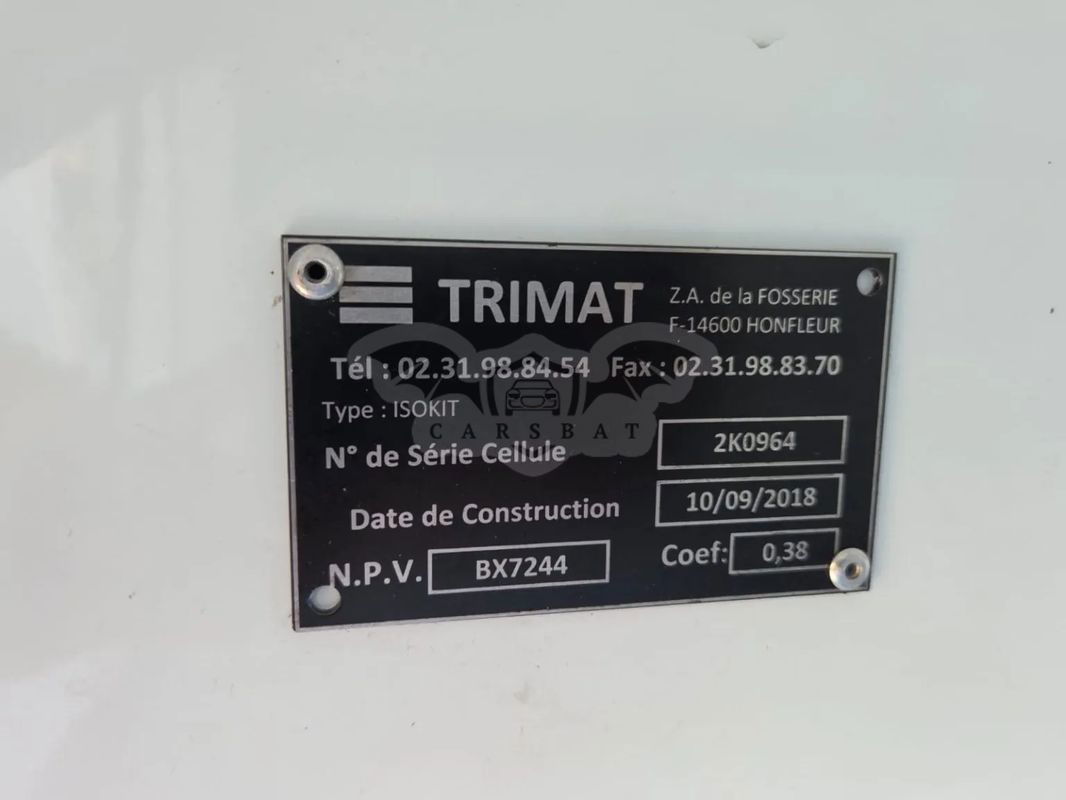 TRIMAT
Z.A. de la FOSSERIE
F-14600 HONFLEUR
Tél : 02.31.98.84.54 Fax : 02.31.98.83.70
Type : ISOKIT
CARSBAT
N° de Série Cellule 2K0964
Date de Construction 10/09/2018
N.P.V. BX7244 Coef: 0,38